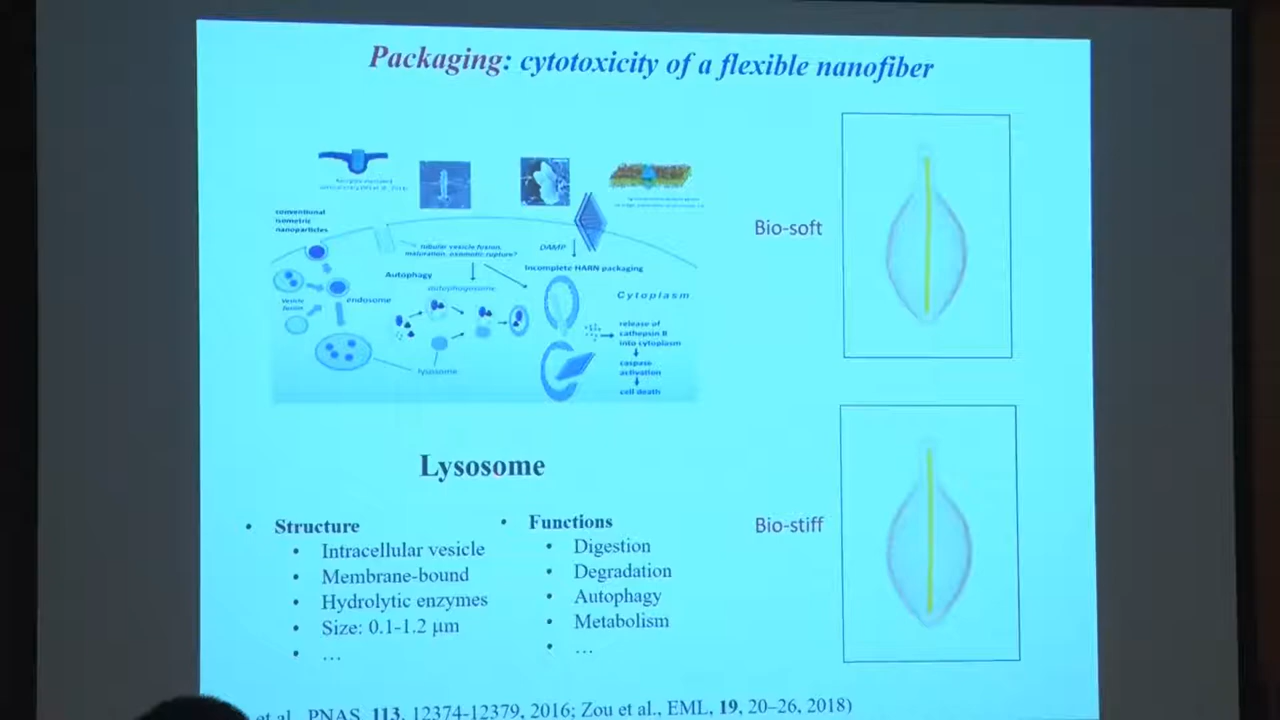 Packaging: cytotoxicity of a flexible nanofiber
conventional
isometric
nanoparticles
tubular vesicle fusion,
maturation, exosmotic rupture?
DAMP
Incomplete HARN packaging
Autophagy
autophagosome
Cytoplasm
Vesicle
fusion
endosome
release of
cathepsin B
into cytoplasm
caspase
activation
cell death
lysosome
Bio-soft
Bio-stiff
Lysosome
• Structure
• Intracellular vesicle
• Membrane-bound
• Hydrolytic enzymes
• Size: 0.1-1.2 μm
• …
• Functions
• Digestion
• Degradation
• Autophagy
• Metabolism
• …
et al., PNAS, 113, 12374-12379, 2016; Zou et al., EML, 19, 20–26, 2018)